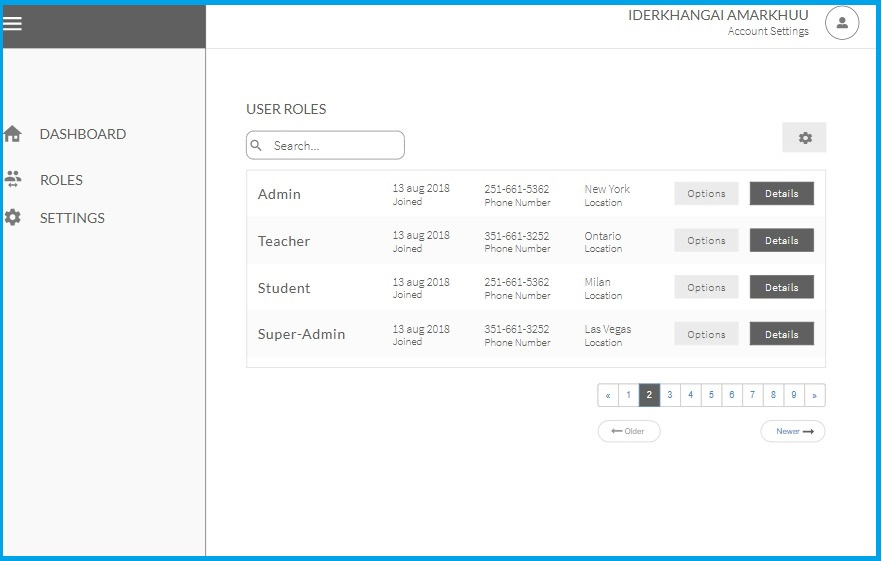 IDERKHANGAI AMARKHUU
Account Settings
DASHBOARD
ROLES
SETTINGS
USER ROLES
Search...
Admin 13 aug 2018 251-661-5362 New York Options Details
Joined Phone Number Location
Teacher 13 aug 2018 351-661-3252 Ontario Options Details
Joined Phone Number Location
Student 13 aug 2018 251-661-5362 Milan Options Details
Joined Phone Number Location
Super-Admin 13 aug 2018 351-661-3252 Las Vegas Options Details
Joined Phone Number Location
« 1 2 3 4 5 6 7 8 9 »
Older Newer